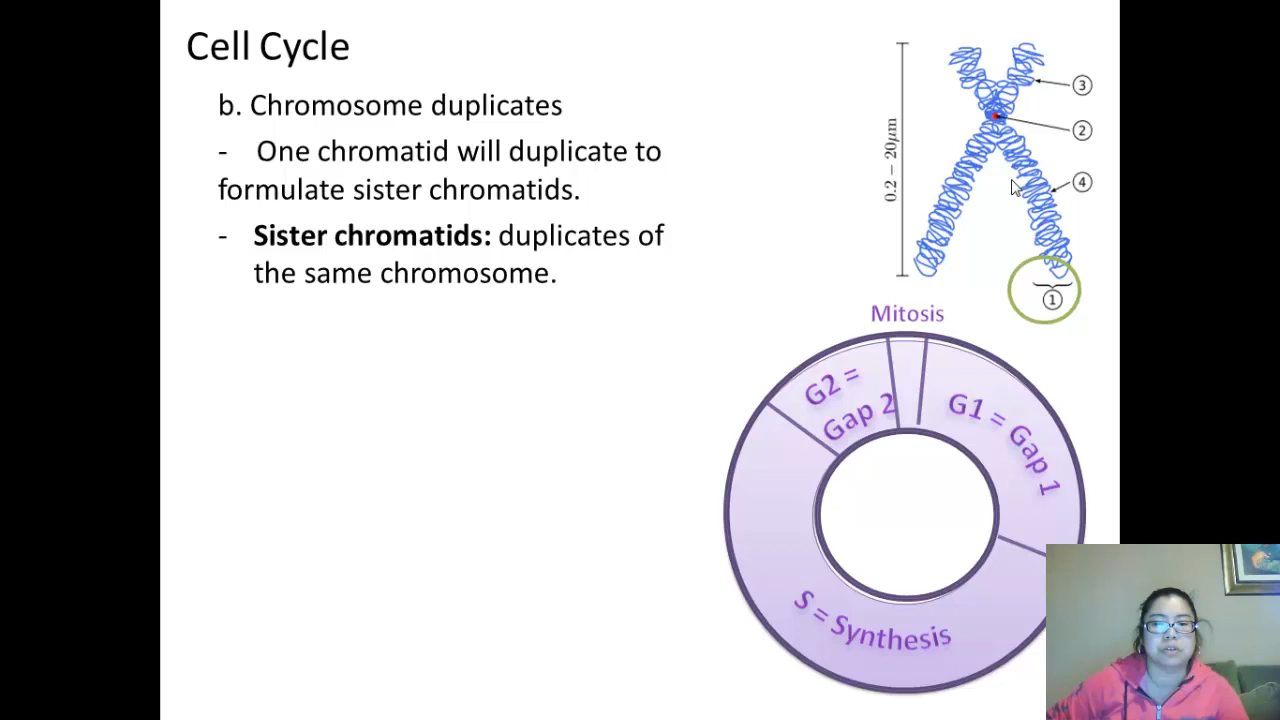 Cell Cycle
b. Chromosome duplicates
- One chromatid will duplicate to
formulate sister chromatids.
- Sister chromatids: duplicates of
the same chromosome.
0.2 – 20μm
3
2
4
1
Mitosis
G2 =
Gap 2
G1 = Gap 1
S = Synthesis